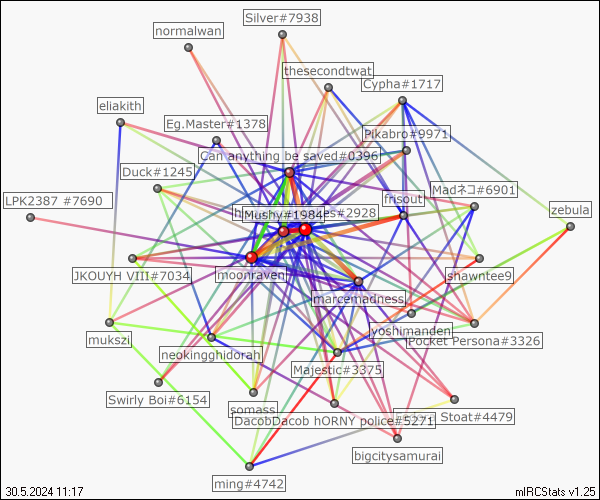 Silver#7938
normalwan
thesecondtwat
Cypha#1717
eliakith
Eg.Master#1378
Pikabro#9971
Can anything be saved#0396
Duck#1245
Madネコ#6901
LPK2387 #7690
frisout
zebula
Mushy#1984 es#2928
JKOUYH VIII#7034
moonraven
shawntee9
marcemadness
mukszi
yoshimanden
Pocket Persona#3326
neokingghidorah
Majestic#3375
Swirly Boi#6154
somass
Stoat#4479
DacobDacob hORNY police#5271
bigcitysamurai
ming#4742
30.5.2024 11:17
mIRCStats v1.25